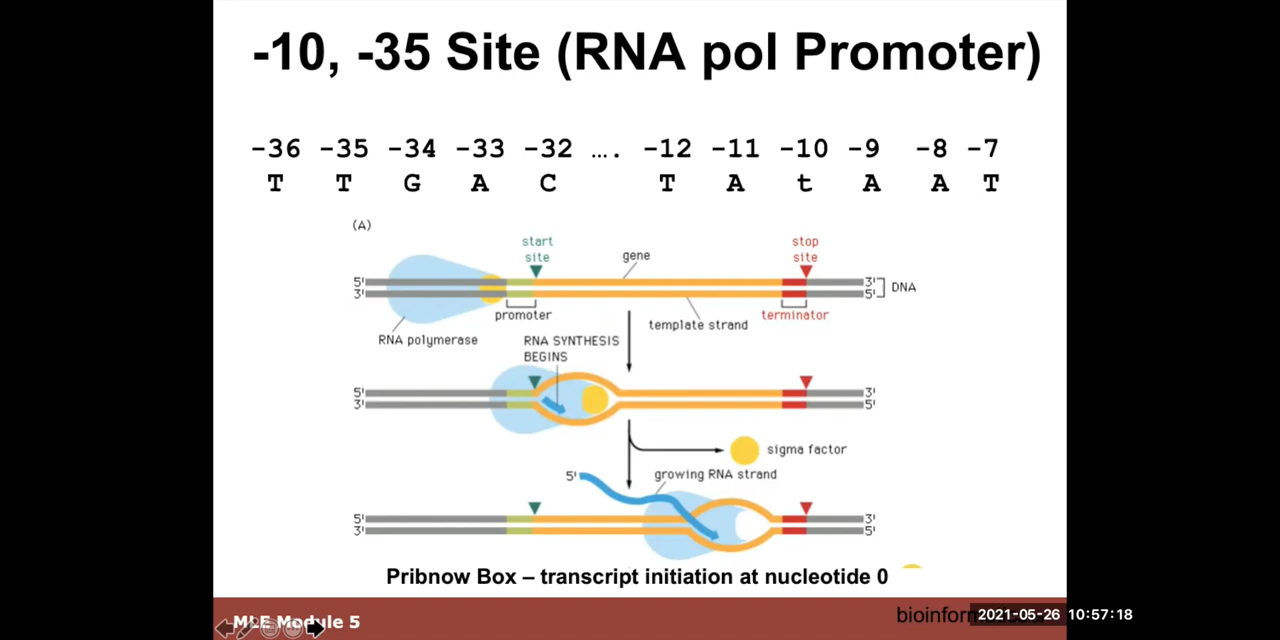 -10, -35 Site (RNA pol Promoter)
-36 -35 -34 -33 -32 .... -12 -11 -10 -9 -8 -7
T T G A C T A t A A T
(A)
start
site
gene
stop
site
5' 3'
3' 5'
DNA
promoter
template strand
terminator
RNA polymerase
RNA SYNTHESIS
BEGINS
5' 3'
3' 5'
sigma factor
5' growing RNA strand
5' 3'
3' 5'
Pribnow Box – transcript initiation at nucleotide 0
MLE Module 5
2021-05-26 10:57:18